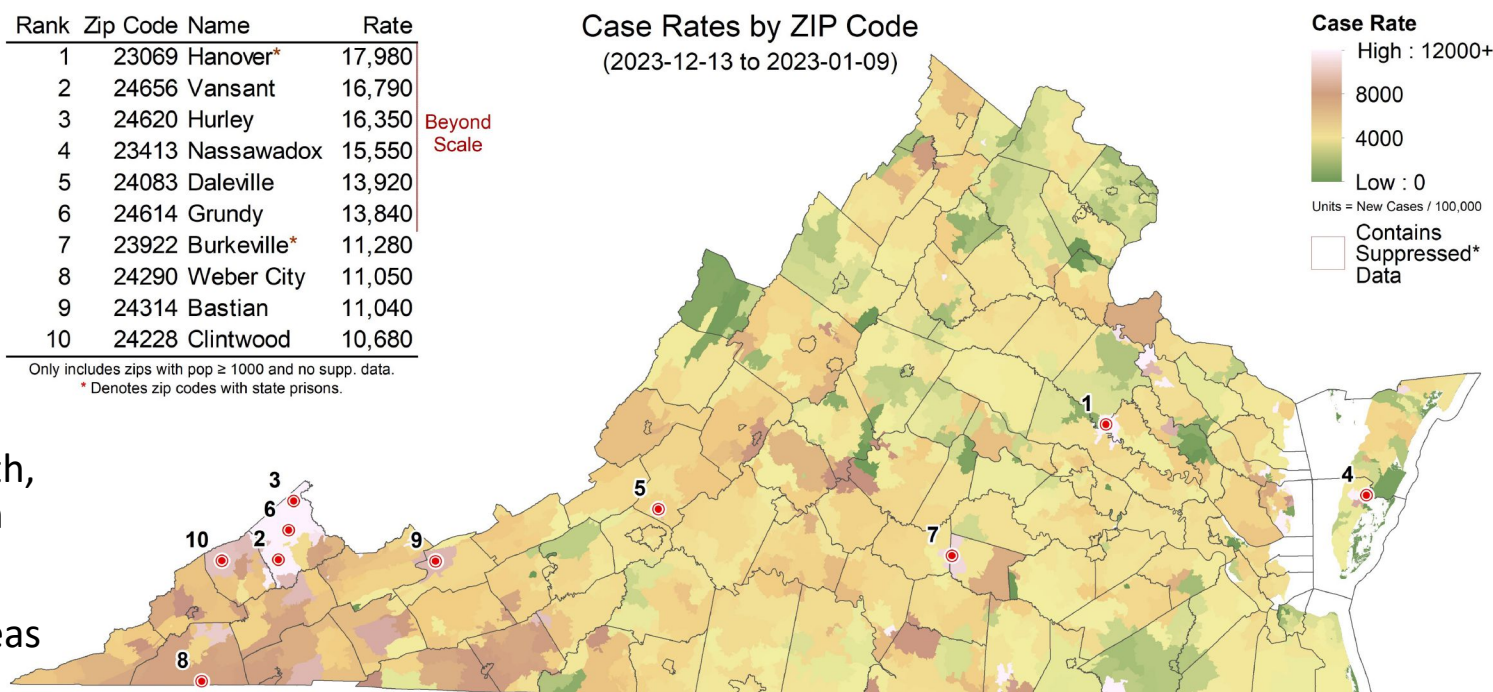 Rank Zip Code Name Rate
1 23069 Hanover* 17,980
2 24656 Vansant 16,790
3 24620 Hurley 16,350
4 23413 Nassawadox 15,550
5 24083 Daleville 13,920
6 24614 Grundy 13,840
7 23922 Burkeville* 11,280
8 24290 Weber City 11,050
9 24314 Bastian 11,040
10 24228 Clintwood 10,680
Beyond
Scale
Only includes zips with pop ≥ 1000 and no supp. data.
* Denotes zip codes with state prisons.
Case Rates by ZIP Code
(2023-12-13 to 2023-01-09)
Case Rate
High : 12000+
8000
4000
Low : 0
Units = New Cases / 100,000
Contains
Suppressed*
Data
1
4
3
5
6
10
2
9
7
8